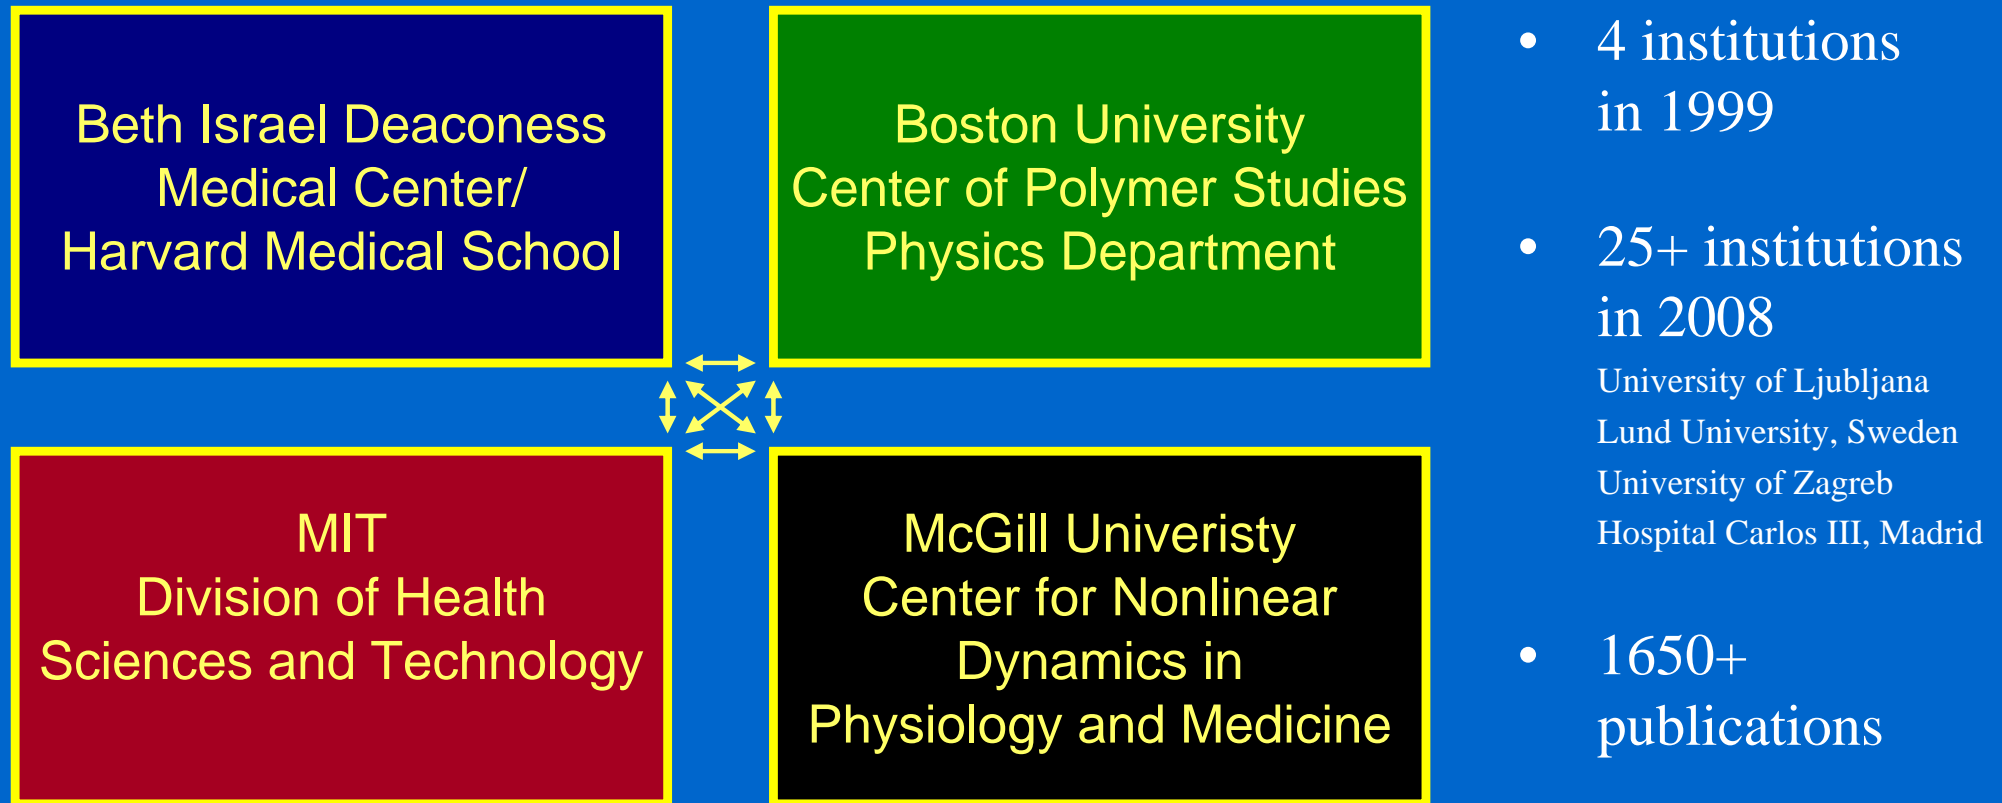 Beth Israel Deaconess
Medical Center/
Harvard Medical School
Boston University
Center of Polymer Studies
Physics Department
MIT
Division of Health
Sciences and Technology
McGill Univeristy
Center for Nonlinear
Dynamics in
Physiology and Medicine
• 4 institutions
in 1999
• 25+ institutions
in 2008
University of Ljubljana
Lund University, Sweden
University of Zagreb
Hospital Carlos III, Madrid
• 1650+
publications